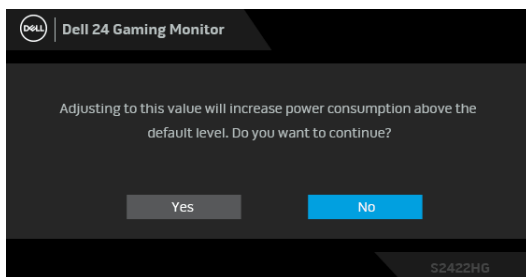 DELL
Dell 24 Gaming Monitor
Adjusting to this value will increase power consumption above the
default level. Do you want to continue?
Yes
No
S2422HG